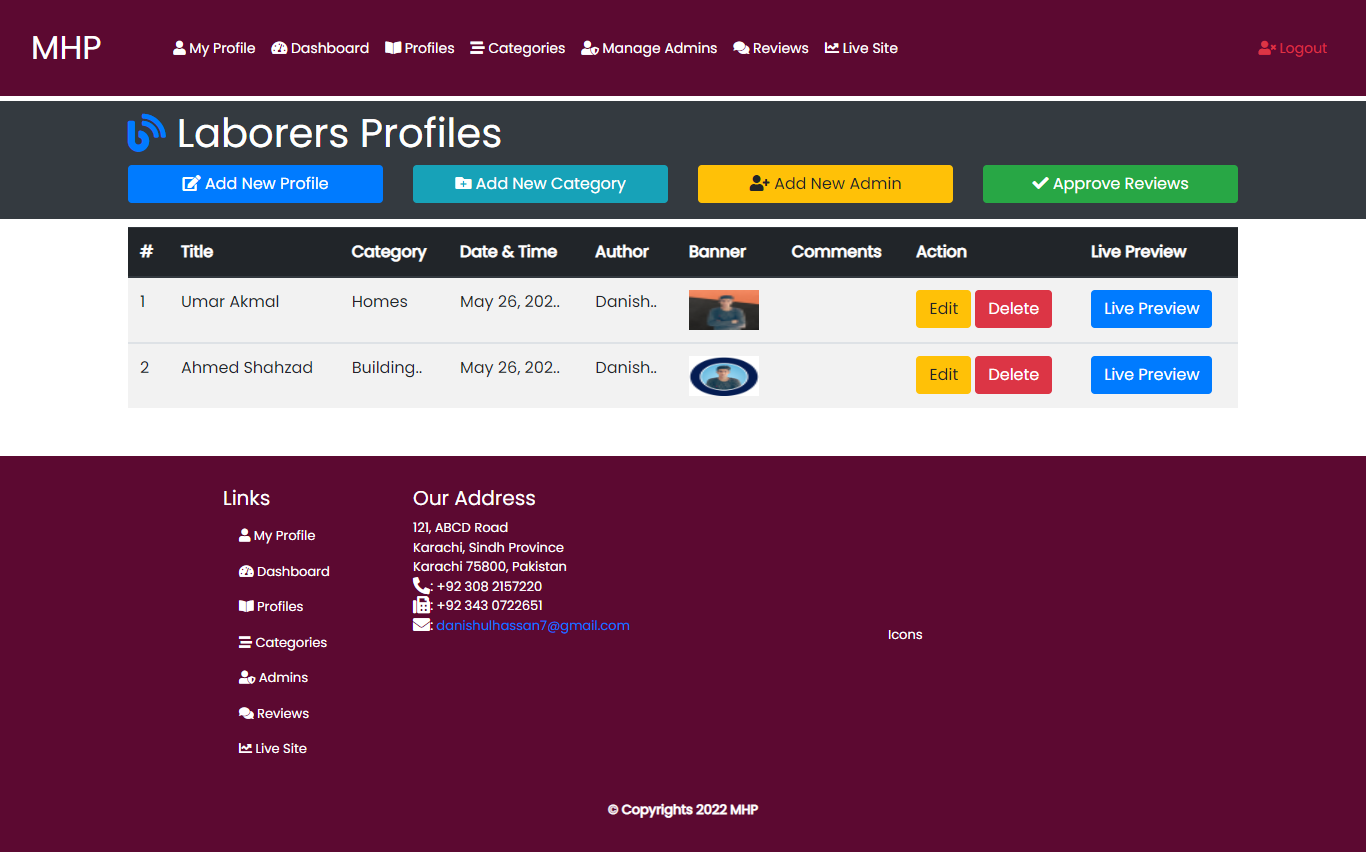 MHP My Profile Dashboard Profiles Categories Manage Admins Reviews Live Site Logout
Laborers Profiles
Add New Profile Add New Category Add New Admin Approve Reviews
# Title Category Date & Time Author Banner Comments Action Live Preview
1 Umar Akmal Homes May 26, 202.. Danish.. Edit Delete Live Preview
2 Ahmed Shahzad Building.. May 26, 202.. Danish.. Edit Delete Live Preview
Links
My Profile
Dashboard
Profiles
Categories
Admins
Reviews
Live Site
Our Address
121, ABCD Road
Karachi, Sindh Province
Karachi 75800, Pakistan
: +92 308 2157220
: +92 343 0722651
: danishulhassan7@gmail.com
Icons
© Copyrights 2022 MHP